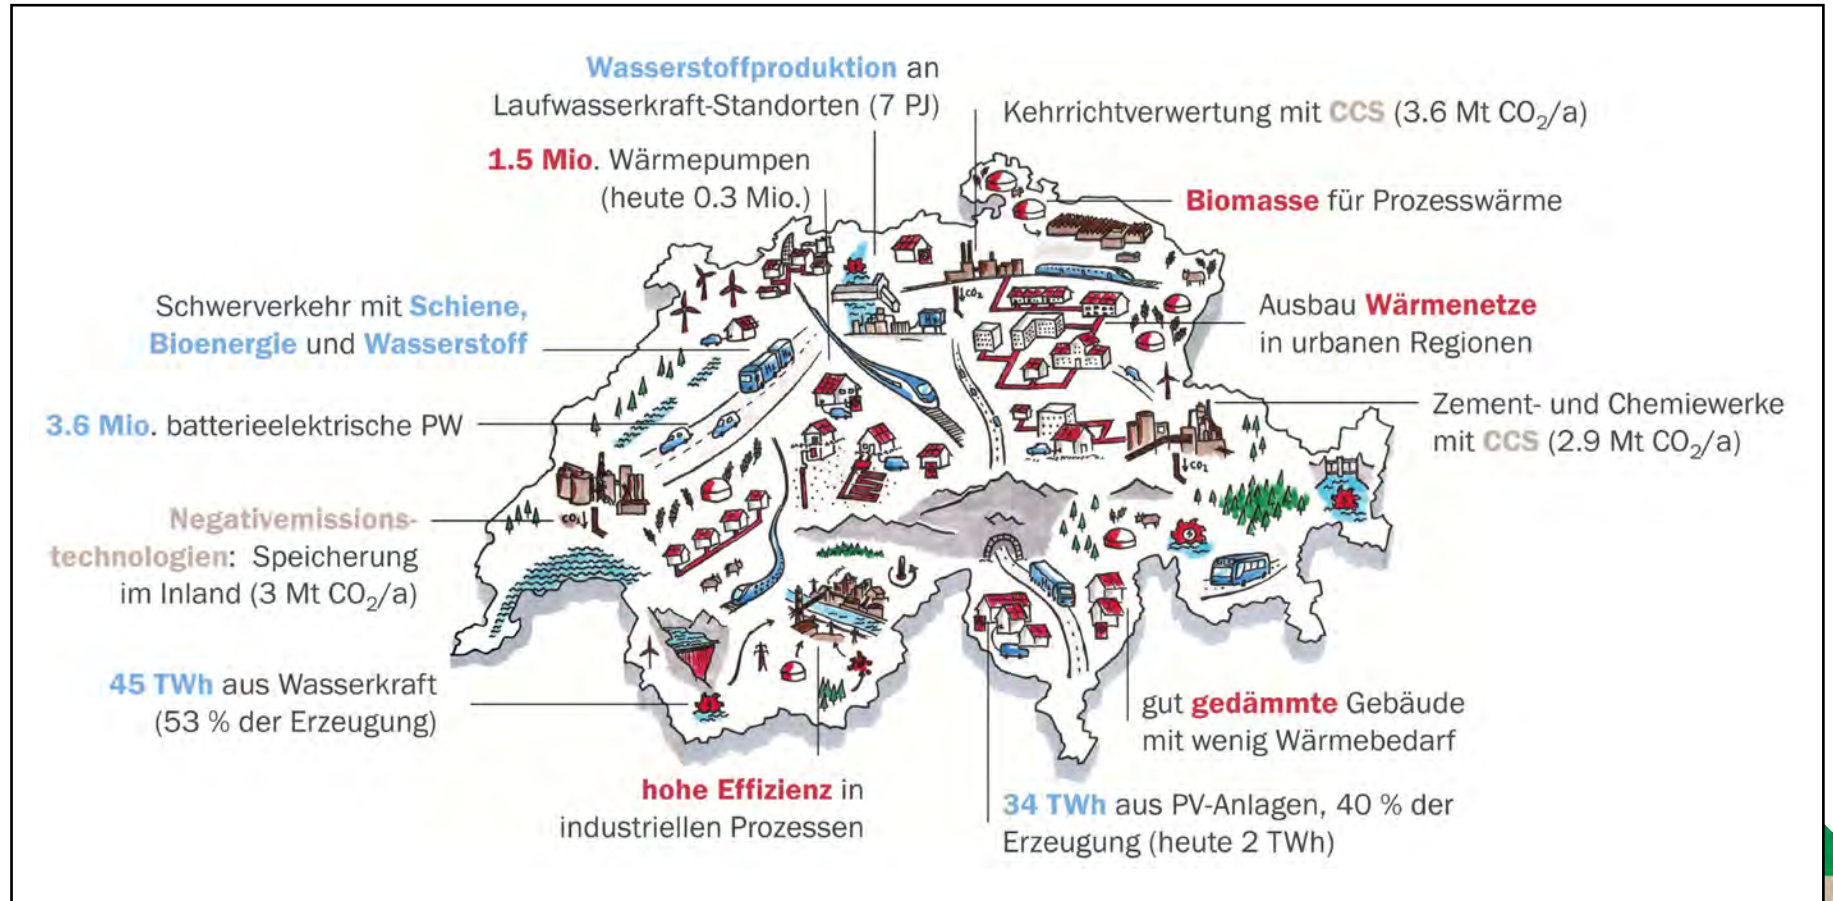 Wasserstoffproduktion an
Laufwasserkraft-Standorten (7 PJ)
Kehrrichtverwertung mit CCS (3.6 Mt CO₂/a)
1.5 Mio. Wärmepumpen
(heute 0.3 Mio.)
Biomasse für Prozesswärme
Schwerverkehr mit Schiene,
Bioenergie und Wasserstoff
Ausbau Wärmenetze
in urbanen Regionen
3.6 Mio. batterieelektrische PW
Zement- und Chemiewerke
mit CCS (2.9 Mt CO₂/a)
Negativemissions-
technologien: Speicherung
im Inland (3 Mt CO₂/a)
45 TWh aus Wasserkraft
(53 % der Erzeugung)
gut gedämmte Gebäude
mit wenig Wärmebedarf
hohe Effizienz in
industriellen Prozessen
34 TWh aus PV-Anlagen, 40 % der
Erzeugung (heute 2 TWh)
CO₂
CO₂
CO₂
H₂